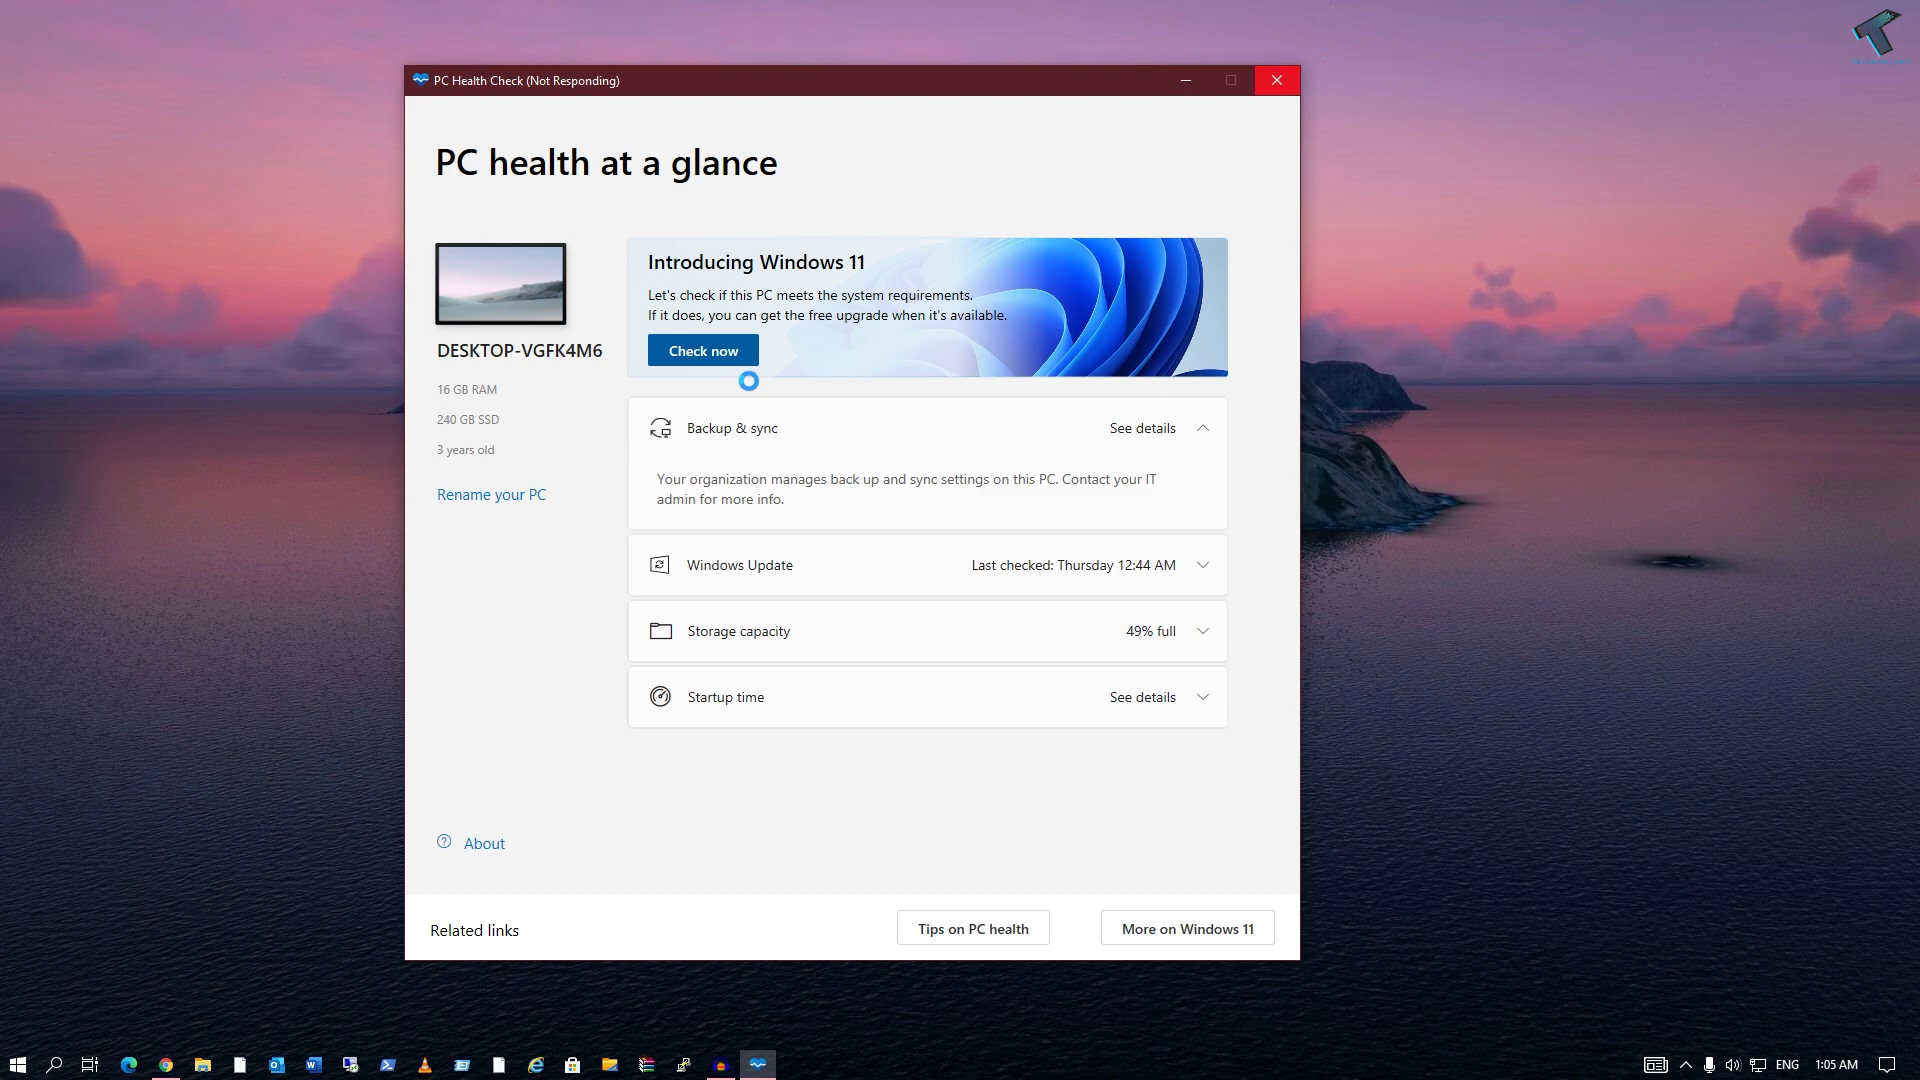 PC Health Check (Not Responding)
PC health at a glance
DESKTOP-VGFK4M6
16 GB RAM
240 GB SSD
3 years old
Rename your PC
Introducing Windows 11
Let's check if this PC meets the system requirements.
If it does, you can get the free upgrade when it's available.
Check now
Backup & sync
See details
Your organization manages back up and sync settings on this PC. Contact your IT
admin for more info.
Windows Update
Last checked: Thursday 12:44 AM
Storage capacity
49% full
Startup time
See details
About
Related links
Tips on PC health
More on Windows 11
ENG
1:05 AM